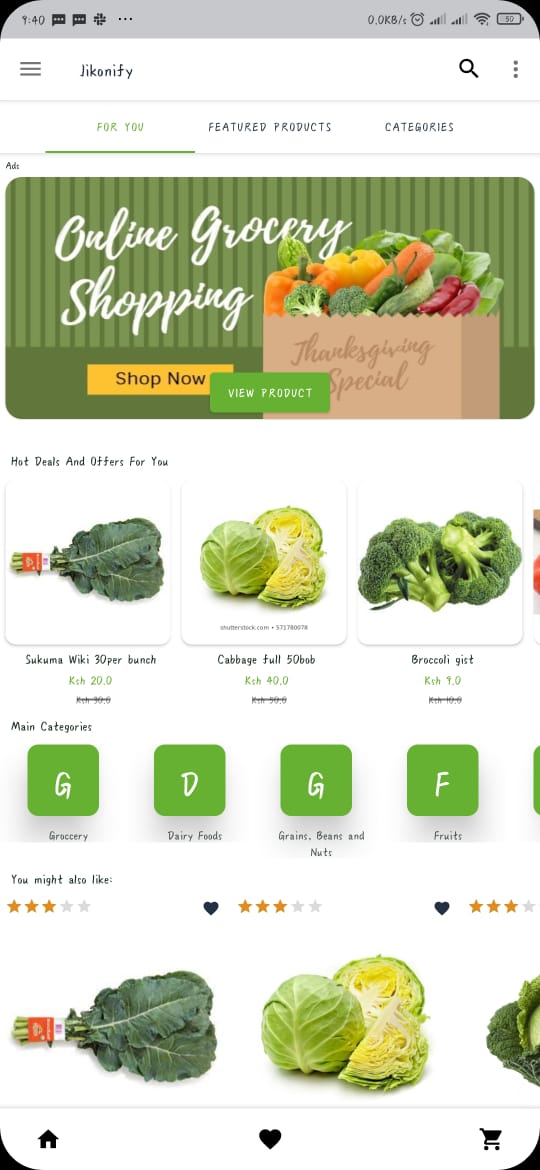 9:40 ... 0.0KB/s 50
Jikonify
FOR YOU FEATURED PRODUCTS CATEGORIES
Ads
Online Grocery
Shopping
Thanksgiving
Special
Shop Now
VIEW PRODUCT
Hot Deals And Offers For You
shutterstock.com • 571780078
Sukuma Wiki 30per bunch Cabbage full 50bob Broccoli gist
Ksh 20.0 Ksh 40.0 Ksh 9.0
Ksh 30.0 Ksh 50.0 Ksh 10.0
Main Categories
G D G F
Groccery Dairy Foods Grains, Beans and Fruits
Nuts
You might also like: